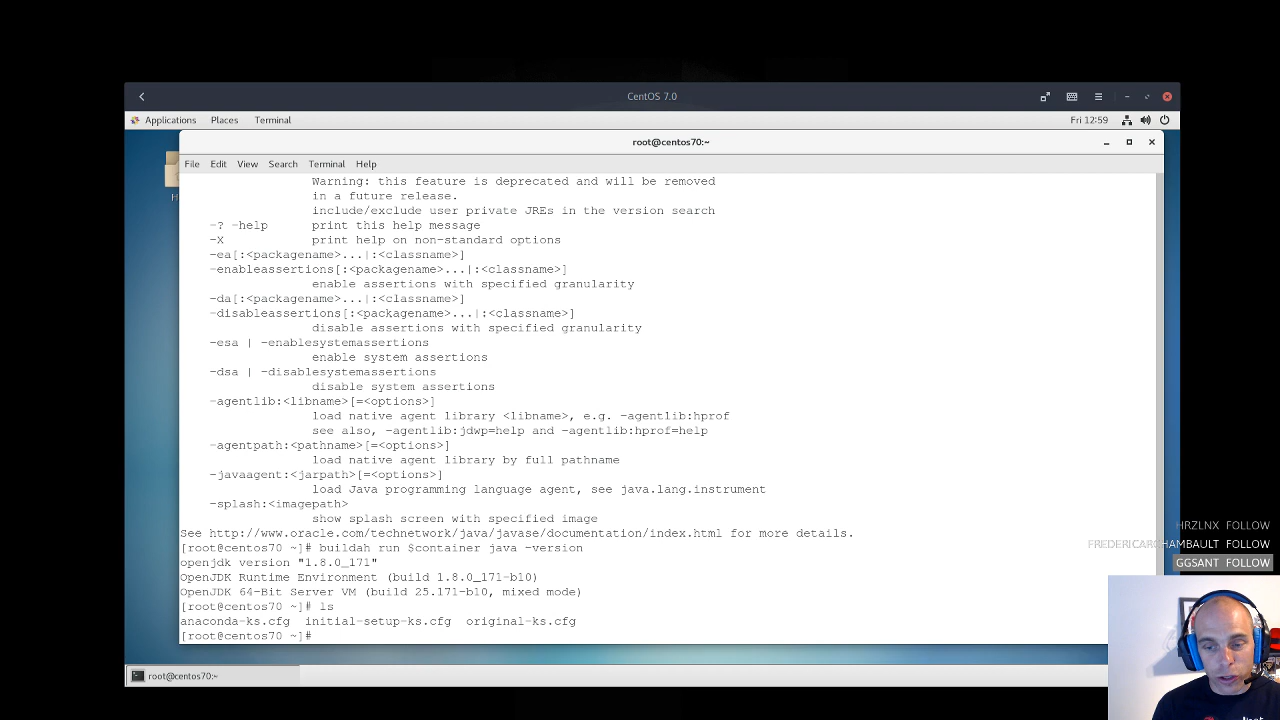 CentOS 7.0
Applications Places Terminal Fri 12:59
root@centos70:~
File Edit View Search Terminal Help
Warning: this feature is deprecated and will be removed
in a future release.
include/exclude user private JREs in the version search
-? -help print this help message
-X print help on non-standard options
-ea[:<packagename>...|:<classname>]
-enableassertions[:<packagename>...|:<classname>]
enable assertions with specified granularity
-da[:<packagename>...|:<classname>]
-disableassertions[:<packagename>...|:<classname>]
disable assertions with specified granularity
-esa | -enablesystemassertions
enable system assertions
-dsa | -disablesystemassertions
disable system assertions
-agentlib:<libname>[=<options>]
load native agent library <libname>, e.g. -agentlib:hprof
see also, -agentlib:jdwp=help and -agentlib:hprof=help
-agentpath:<pathname>[=<options>]
load native agent library by full pathname
-javaagent:<jarpath>[=<options>]
load Java programming language agent, see java.lang.instrument
-splash:<imagepath>
show splash screen with specified image
See http://www.oracle.com/technetwork/java/javase/documentation/index.html for more details.
[root@centos70 ~]# buildah run $container java -version
openjdk version "1.8.0_171"
OpenJDK Runtime Environment (build 1.8.0_171-b10)
OpenJDK 64-Bit Server VM (build 25.171-b10, mixed mode)
[root@centos70 ~]# ls
anaconda-ks.cfg initial-setup-ks.cfg original-ks.cfg
[root@centos70 ~]#
root@centos70:~
H
HRZLNX FOLLOW
FREDERICARCHAMBAULT FOLLOW
GGSANT FOLLOW